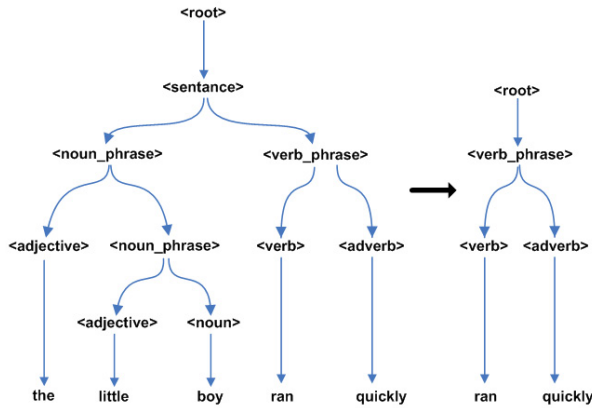 <root>
<sentance>
<root>
<noun_phrase> <verb_phrase> <verb_phrase>
<adjective> <noun_phrase> <verb> <adverb> <verb> <adverb>
<adjective> <noun>
the little boy ran quickly ran quickly